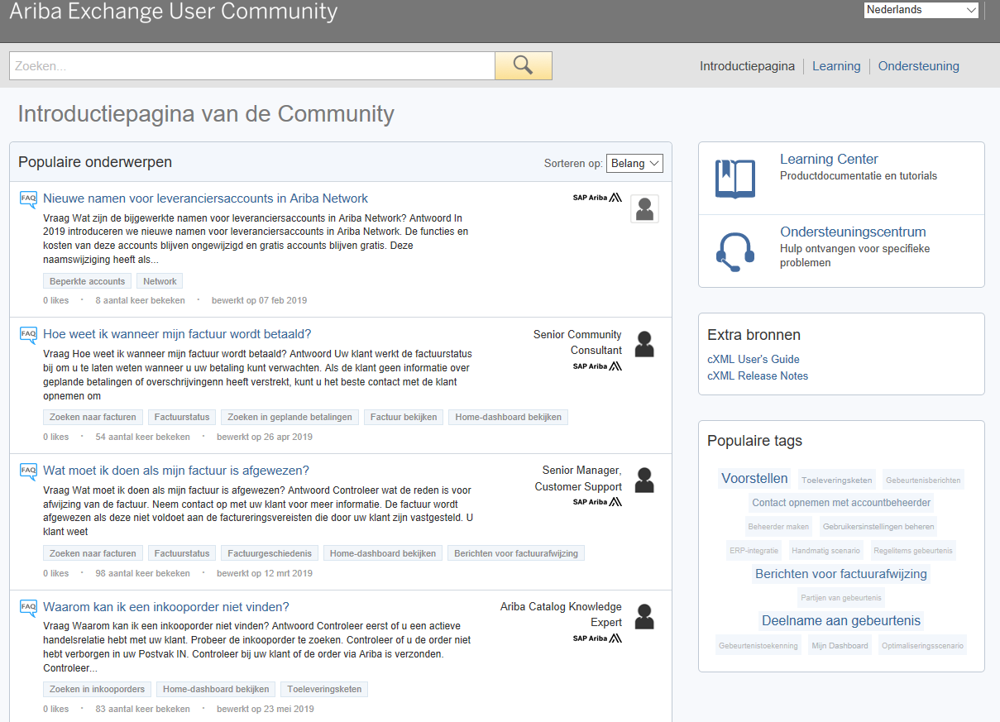 Ariba Exchange User Community
Nederlands
Zoeken...
Introductiepagina
Learning
Ondersteuning
Introductiepagina van de Community
Populaire onderwerpen
Sorteren op: Belang
FAQ
Nieuwe namen voor leveranciersaccounts in Ariba Network
Vraag Wat zijn de bijgewerkte namen voor leveranciersaccounts in Ariba Network? Antwoord In
2019 introduceren we nieuwe namen voor leveranciersaccounts in Ariba Network. De functies en
kosten van deze accounts blijven ongewijzigd en gratis accounts blijven gratis. Deze
naamswijziging heeft als...
SAP Ariba
Beperkte accounts
Network
0 likes · 8 aantal keer bekeken · bewerkt op 07 feb 2019
FAQ
Hoe weet ik wanneer mijn factuur wordt betaald?
Vraag Hoe weet ik wanneer mijn factuur wordt betaald? Antwoord Uw klant werkt de factuurstatus
bij om u te laten weten wanneer u uw betaling kunt verwachten. Als de klant geen informatie over
geplande betalingen of overschrijvingenn heeft verstrekt, kunt u het beste contact met de klant
opnemen om
Senior Community
Consultant
SAP Ariba
Zoeken naar facturen
Factuurstatus
Zoeken in geplande betalingen
Factuur bekijken
Home-dashboard bekijken
0 likes · 54 aantal keer bekeken · bewerkt op 26 apr 2019
FAQ
Wat moet ik doen als mijn factuur is afgewezen?
Vraag Wat moet ik doen als mijn factuur is afgewezen? Antwoord Controleer wat de reden is voor
afwijzing van de factuur. Neem contact op met uw klant voor meer informatie. De factuur wordt
afgewezen als deze niet voldoet aan de factureringsvereisten die door uw klant zijn vastgesteld. U
klant weet
Senior Manager,
Customer Support
SAP Ariba
Zoeken naar facturen
Factuurstatus
Factuurgeschiedenis
Home-dashboard bekijken
Berichten voor factuurafwijzing
0 likes · 98 aantal keer bekeken · bewerkt op 12 mrt 2019
FAQ
Waarom kan ik een inkooporder niet vinden?
Vraag Waarom kan ik een inkooporder niet vinden? Antwoord Controleer eerst of u een actieve
handelsrelatie hebt met uw klant. Probeer de inkooporder te zoeken. Controleer of u de order niet
hebt verborgen in uw Postvak IN. Controleer bij uw klant of de order via Ariba is verzonden.
Controleer...
Ariba Catalog Knowledge
Expert
SAP Ariba
Zoeken in inkooporders
Home-dashboard bekijken
Toeleveringsketen
0 likes · 83 aantal keer bekeken · bewerkt op 23 mei 2019
Learning Center
Productdocumentatie en tutorials
Ondersteuningscentrum
Hulp ontvangen voor specifieke
problemen
Extra bronnen
cXML User's Guide
cXML Release Notes
Populaire tags
Voorstellen
Toeleveringsketen
Gebeurtenisberichten
Contact opnemen met accountbeheerder
Beheerder maken
Gebruikersinstellingen beheren
ERP-integratie
Handmatig scenario
Regelitems gebeurtenis
Berichten voor factuurafwijzing
Partijen van gebeurtenis
Deelname aan gebeurtenis
Gebeurtenistoekenning
Mijn Dashboard
Optimaliseringsscenario